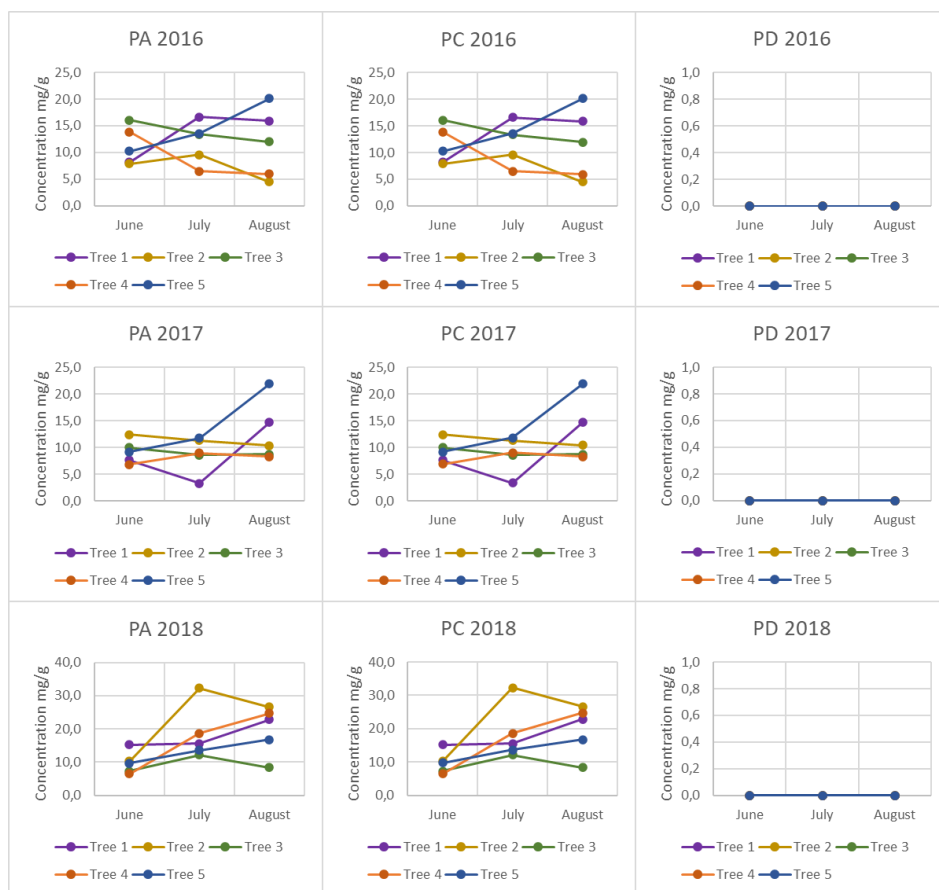 PA 2016
Concentration mg/g
25,0
20,0
15,0
10,0
5,0
0,0
June July August
Tree 1 Tree 2 Tree 3
Tree 4 Tree 5
PC 2016
Concentration mg/g
25,0
20,0
15,0
10,0
5,0
0,0
June July August
Tree 1 Tree 2 Tree 3
Tree 4 Tree 5
PD 2016
Concentration mg/g
1,0
0,8
0,6
0,4
0,2
0,0
June July August
Tree 1 Tree 2 Tree 3
Tree 4 Tree 5
PA 2017
Concentration mg/g
25,0
20,0
15,0
10,0
5,0
0,0
June July August
Tree 1 Tree 2 Tree 3
Tree 4 Tree 5
PC 2017
Concentration mg/g
25,0
20,0
15,0
10,0
5,0
0,0
June July August
Tree 1 Tree 2 Tree 3
Tree 4 Tree 5
PD 2017
Concentration mg/g
1,0
0,8
0,6
0,4
0,2
0,0
June July August
Tree 1 Tree 2 Tree 3
Tree 4 Tree 5
PA 2018
Concentration mg/g
40,0
30,0
20,0
10,0
0,0
June July August
Tree 1 Tree 2 Tree 3
Tree 4 Tree 5
PC 2018
Concentration mg/g
40,0
30,0
20,0
10,0
0,0
June July August
Tree 1 Tree 2 Tree 3
Tree 4 Tree 5
PD 2018
Concentration mg/g
1,0
0,8
0,6
0,4
0,2
0,0
June July August
Tree 1 Tree 2 Tree 3
Tree 4 Tree 5